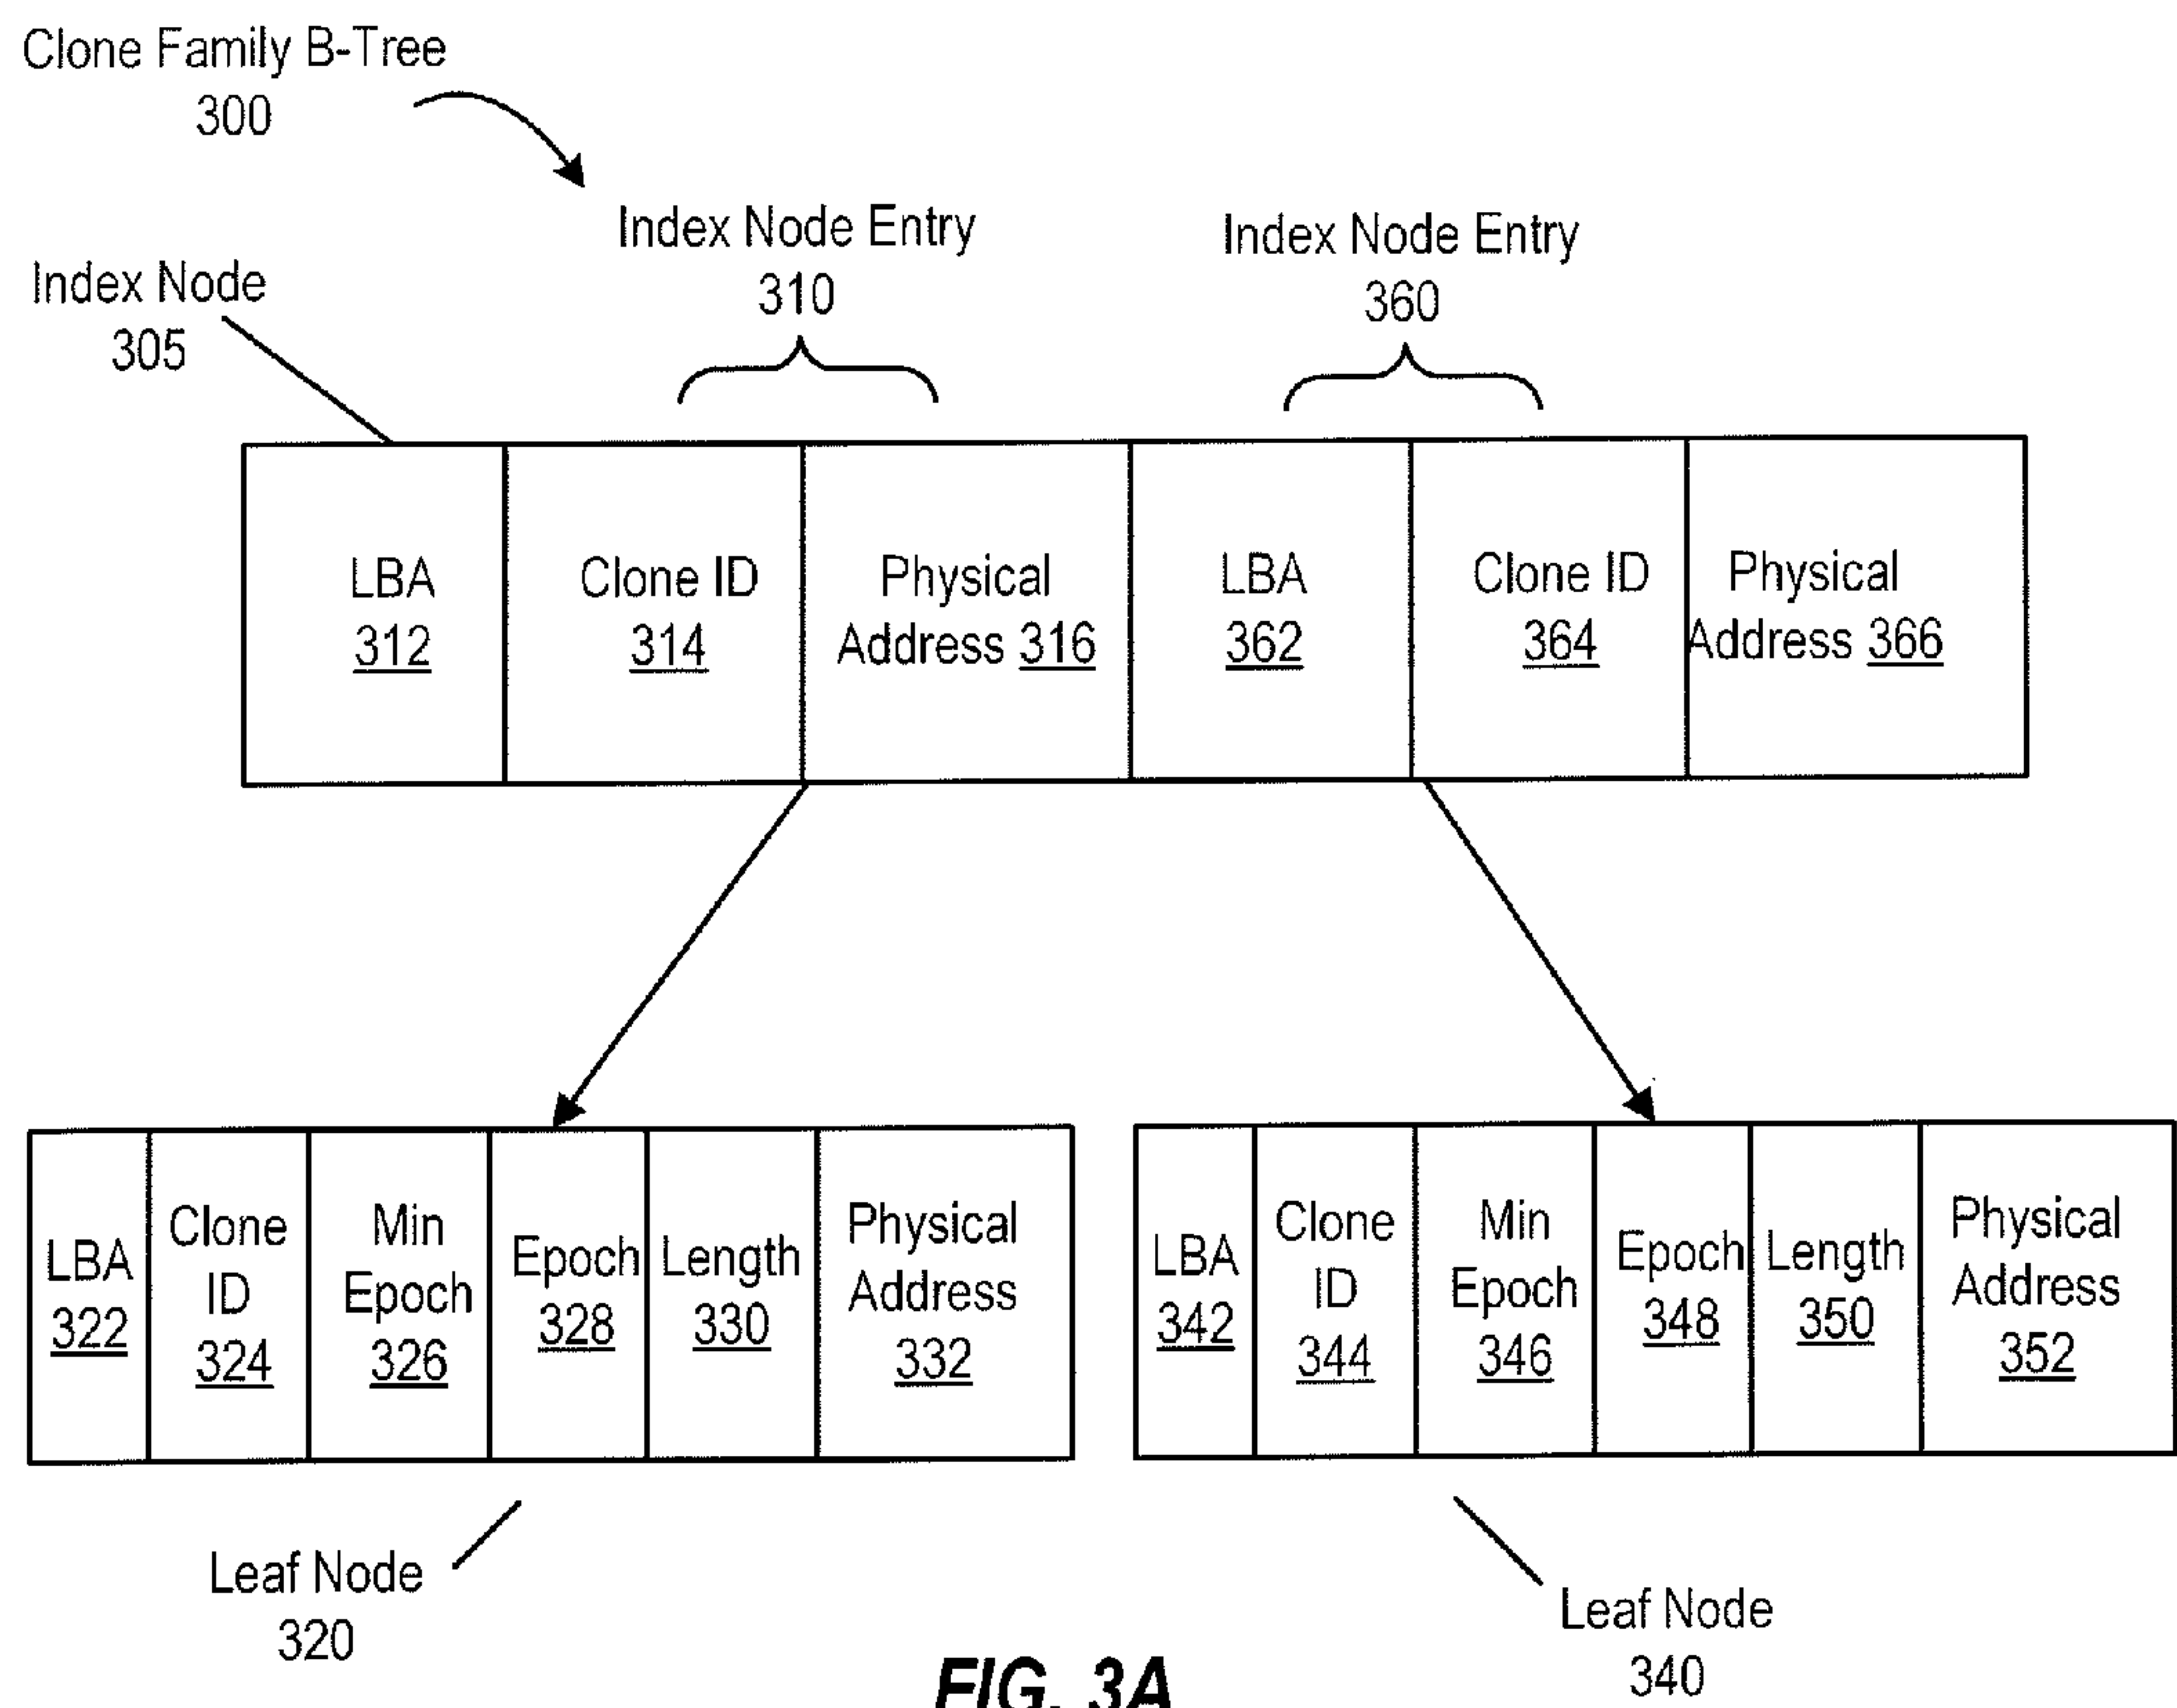 Clone Family B-Tree
300
Index Node Entry
310
Index Node Entry
360
Index Node
305
LBA
312
Clone ID
314
Physical
Address 316
LBA
362
Clone ID
364
Physical
Address 366
LBA
322
Clone
ID
324
Min
Epoch
326
Epoch
328
Length
330
Physical
Address
332
LBA
342
Clone
ID
344
Min
Epoch
346
Epoch
348
Length
350
Physical
Address
352
Leaf Node
320
Leaf Node
340
FIG. 3A